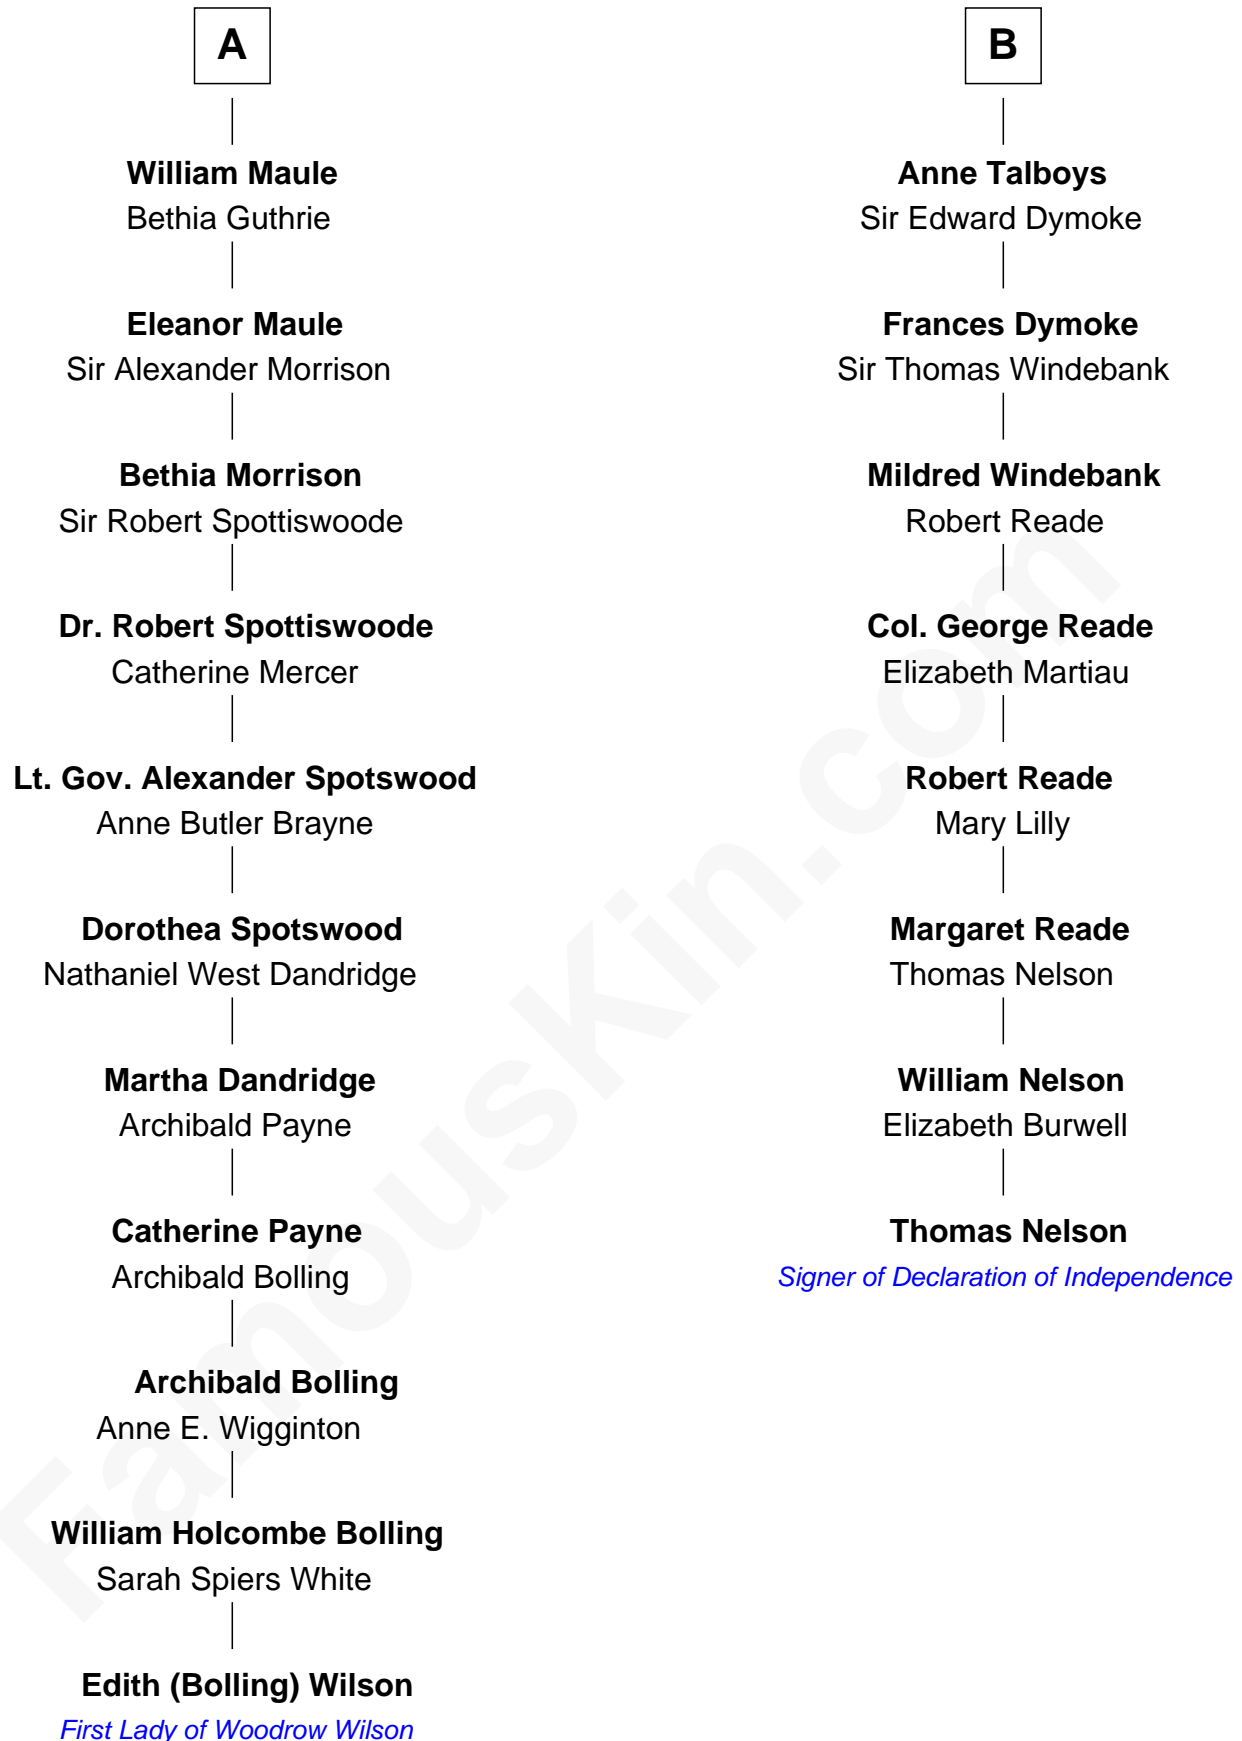 A
William Maule
Bethia Guthrie
Eleanor Maule
Sir Alexander Morrison
Bethia Morrison
Sir Robert Spottiswoode
Dr. Robert Spottiswoode
Catherine Mercer
Lt. Gov. Alexander Spotswood
Anne Butler Brayne
Dorothea Spotswood
Nathaniel West Dandridge
Martha Dandridge
Archibald Payne
Catherine Payne
Archibald Bolling
Archibald Bolling
Anne E. Wigginton
William Holcombe Bolling
Sarah Spiers White
Edith (Bolling) Wilson
First Lady of Woodrow Wilson
B
Anne Talboys
Sir Edward Dymoke
Frances Dymoke
Sir Thomas Windebank
Mildred Windebank
Robert Reade
Col. George Reade
Elizabeth Martiau
Robert Reade
Mary Lilly
Margaret Reade
Thomas Nelson
William Nelson
Elizabeth Burwell
Thomas Nelson
Signer of Declaration of Independence
FamousKin.com